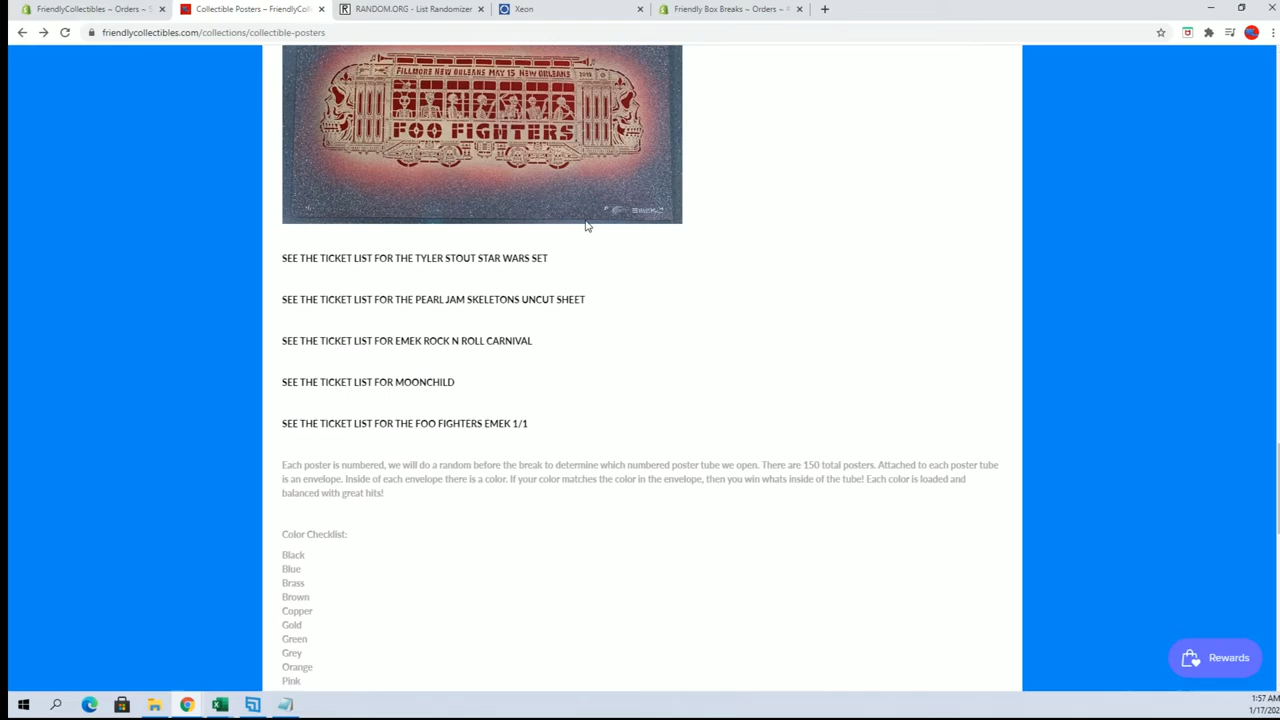 FriendlyCollectibles ~ Orders ~ S
Collectible Posters – FriendlyColl
RANDOM.ORG - List Randomizer
Xeon
Friendly Box Breaks ~ Orders ~
friendlycollectibles.com/collections/collectible-posters
FILLMORE NEW ORLEANS MAY 15 NEW ORLEANS
FOO FIGHTERS
SEE THE TICKET LIST FOR THE TYLER STOUT STAR WARS SET
SEE THE TICKET LIST FOR THE PEARL JAM SKELETONS UNCUT SHEET
SEE THE TICKET LIST FOR EMEK ROCK N ROLL CARNIVAL
SEE THE TICKET LIST FOR MOONCHILD
SEE THE TICKET LIST FOR THE FOO FIGHTERS EMEK 1/1
Each poster is numbered, we will do a random before the break to determine which numbered poster tube we open. There are 150 total posters. Attached to each poster tube
is an envelope. Inside of each envelope there is a color. If your color matches the color in the envelope, then you win whats inside of the tube! Each color is loaded and
balanced with great hits!
Color Checklist:
Black
Blue
Brass
Brown
Copper
Gold
Green
Grey
Orange
Pink
Rewards
1:57 AM
1/17/202